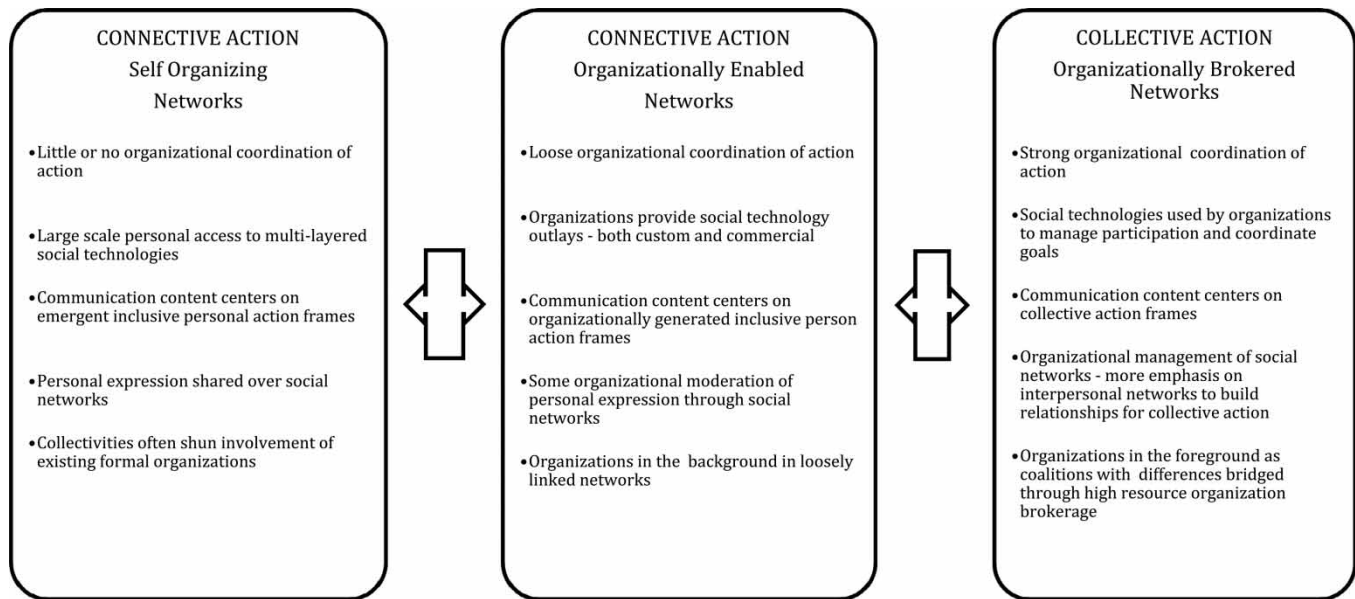 CONNECTIVE ACTION
Self Organizing
Networks
•Little or no organizational coordination of
action
•Large scale personal access to multi-layered
social technologies
•Communication content centers on
emergent inclusive personal action frames
•Personal expression shared over social
networks
•Collectivities often shun involvement of
existing formal organizations
CONNECTIVE ACTION
Organizationally Enabled
Networks
•Loose organizational coordination of action
•Organizations provide social technology
outlays - both custom and commercial
•Communication content centers on
organizationally generated inclusive person
action frames
•Some organizational moderation of
personal expression through social
networks
•Organizations in the background in loosely
linked networks
COLLECTIVE ACTION
Organizationally Brokered
Networks
•Strong organizational coordination of
action
•Social technologies used by organizations
to manage participation and coordinate
goals
•Communication content centers on
collective action frames
•Organizational management of social
networks - more emphasis on
interpersonal networks to build
relationships for collective action
•Organizations in the foreground as
coalitions with differences bridged
through high resource organization
brokerage